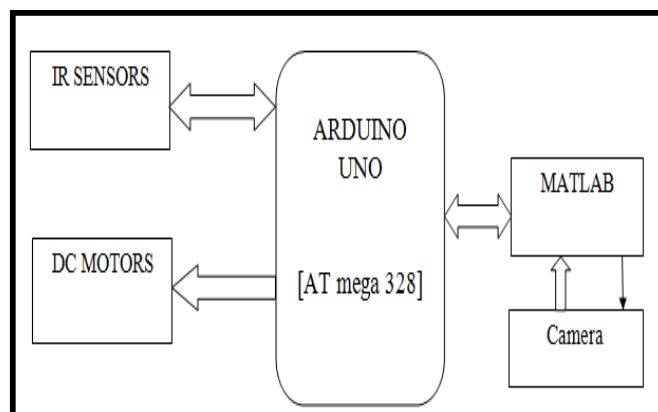 IR SENSORS
ARDUINO
UNO
[AT mega 328]
DC MOTORS
MATLAB
Camera